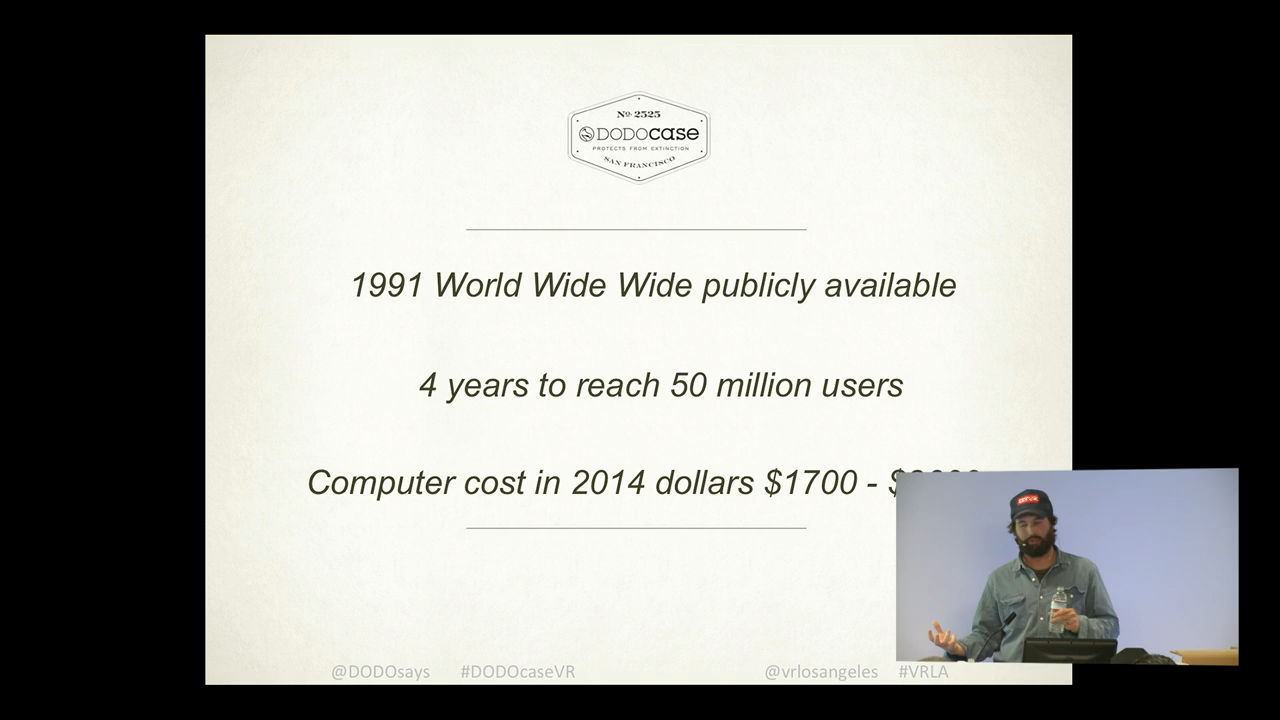 Nº 2525
DODOcase
PROTECTS FROM EXTINCTION
SAN FRANCISCO
1991 World Wide Wide publicly available
4 years to reach 50 million users
Computer cost in 2014 dollars $1700 -
@DODOsays #DODOcaseVR @vrlosangeles #VRLA